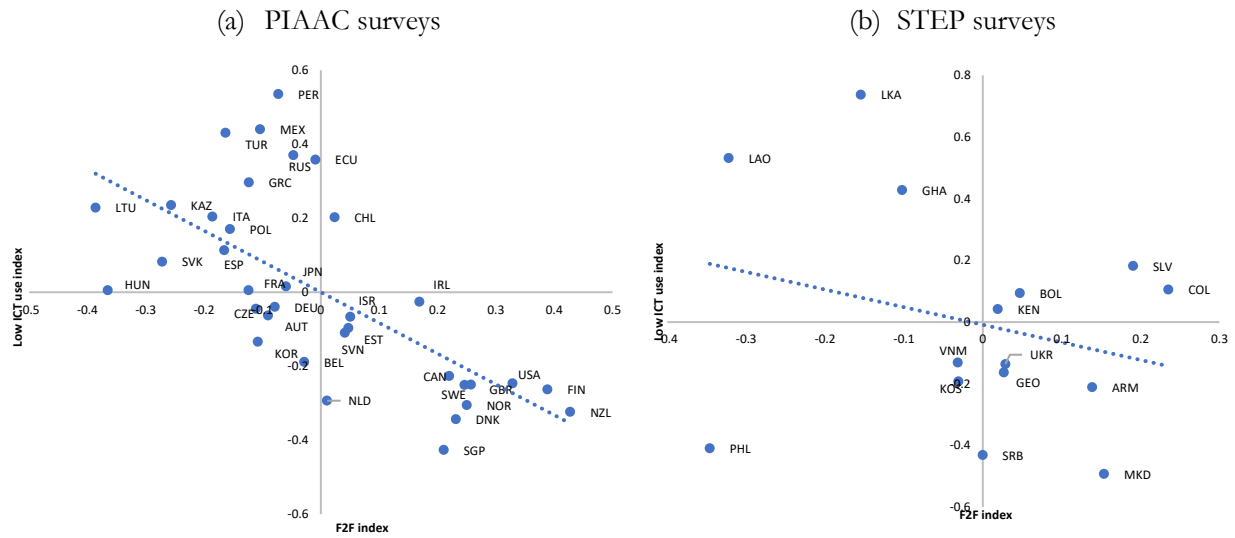 (a) PIAAC surveys
0.6
PER
MEX
0.4
TUR
RUS
ECU
GRC
LTU
KAZ
0.2
ITA
CHL
POL
SVK
ESP
JPN
HUN
FRA
0
IRL
-0.5
-0.4
-0.3
-0.2
-0.1
0
0.1
0.2
0.3
0.4
0.5
CZE
DEU
ISR
AUT
EST
KOR
SVN
BEL
-0.2
CAN
USA
SWE
GBR
FIN
NLD
NOR
NZL
DNK
-0.4
SGP
-0.6
Low ICT use index
F2F index
(b) STEP surveys
0.8
LKA
0.6
LAO
GHA
0.4
0.2
SLV
BOL
COL
KEN
0
-0.4
-0.3
-0.2
-0.1
0
0.1
0.2
0.3
VNM
UKR
KOS
-0.2
GEO
ARM
-0.4
PHL
SRB
MKD
-0.6
Low ICT use index
F2F index